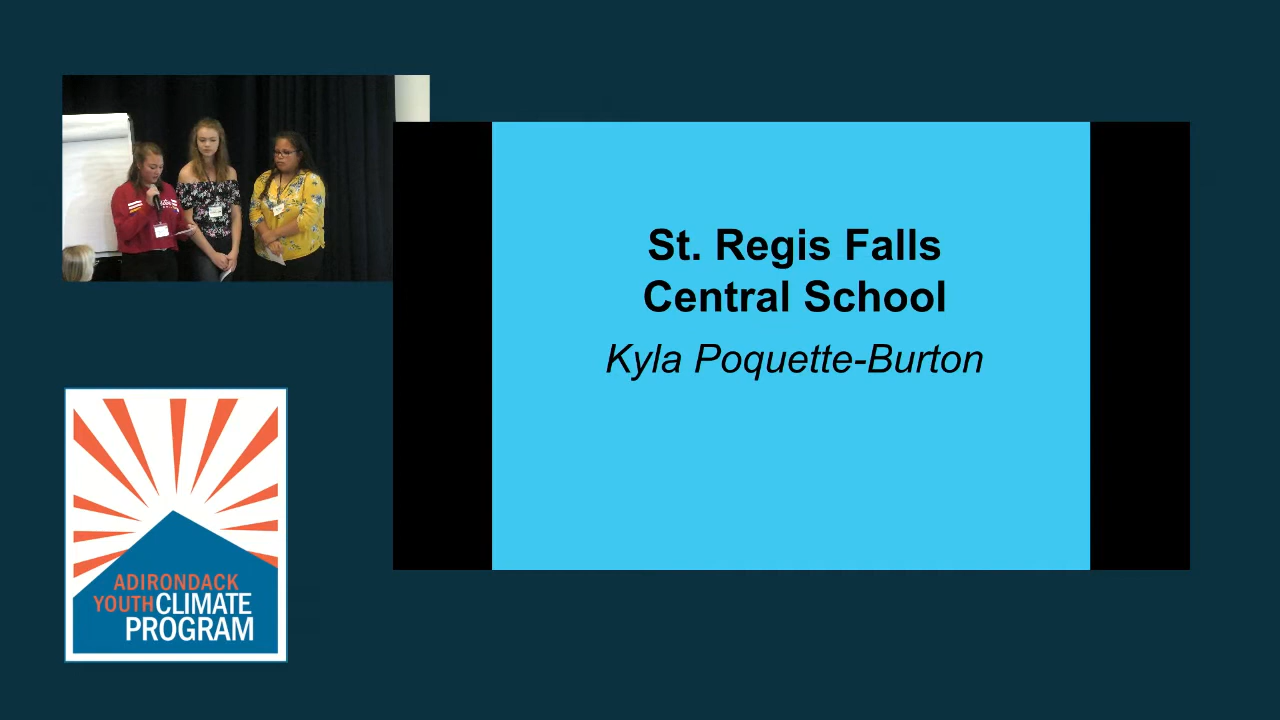 St. Regis Falls
Central School
Kyla Poquette-Burton
ADIRONDACK
YOUTH CLIMATE
PROGRAM